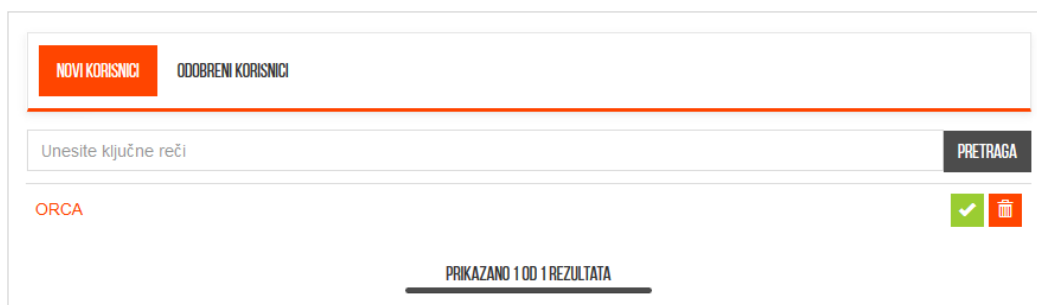 NOVI KORISNICI ODOBRENI KORISNICI
Unesite ključne reči PRETRAGA
ORCA
PRIKAZANO 1 OD 1 REZULTATA